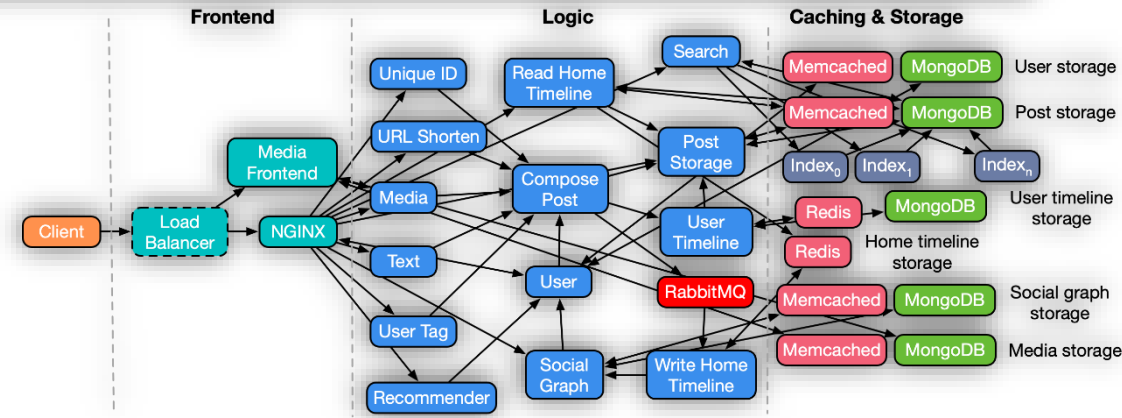 Frontend
Logic
Caching & Storage
Search
Unique ID
Read Home
Timeline
Memcached
MongoDB
User storage
Memcached
MongoDB
Post storage
URL Shorten
Media
Frontend
Post
Storage
Index0
Index1
Indexn
Media
Compose
Post
Client
Load
Balancer
NGINX
User
Timeline
Redis
MongoDB
User timeline
storage
Text
User
Redis
Home timeline
storage
RabbitMQ
Memcached
MongoDB
Social graph
storage
User Tag
Memcached
MongoDB
Media storage
Recommender
Social
Graph
Write Home
Timeline